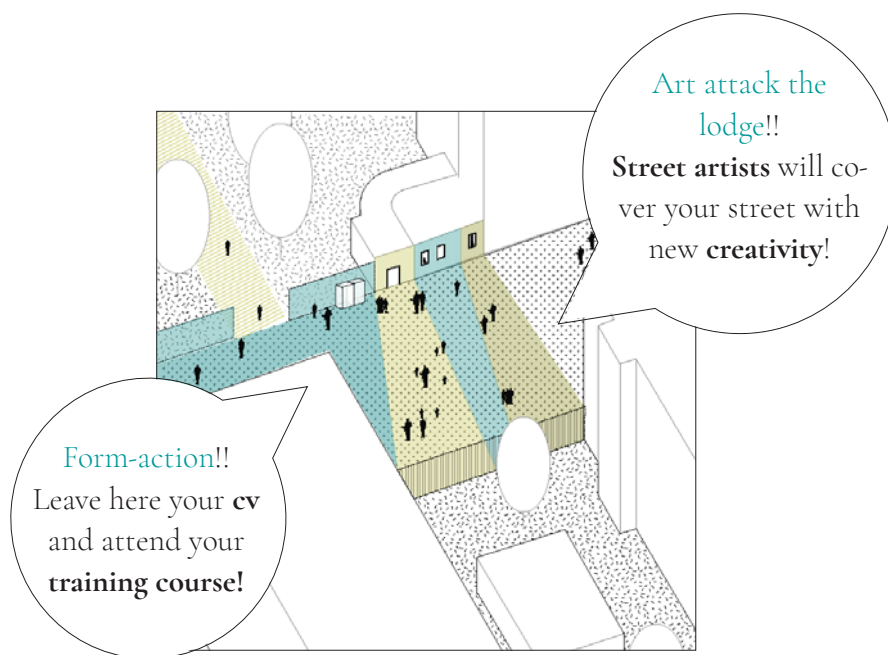 Art attack the
lodge!!
Street artists will co-
ver your street with
new creativity!
Form-action!!
Leave here your cv
and attend your
training course!